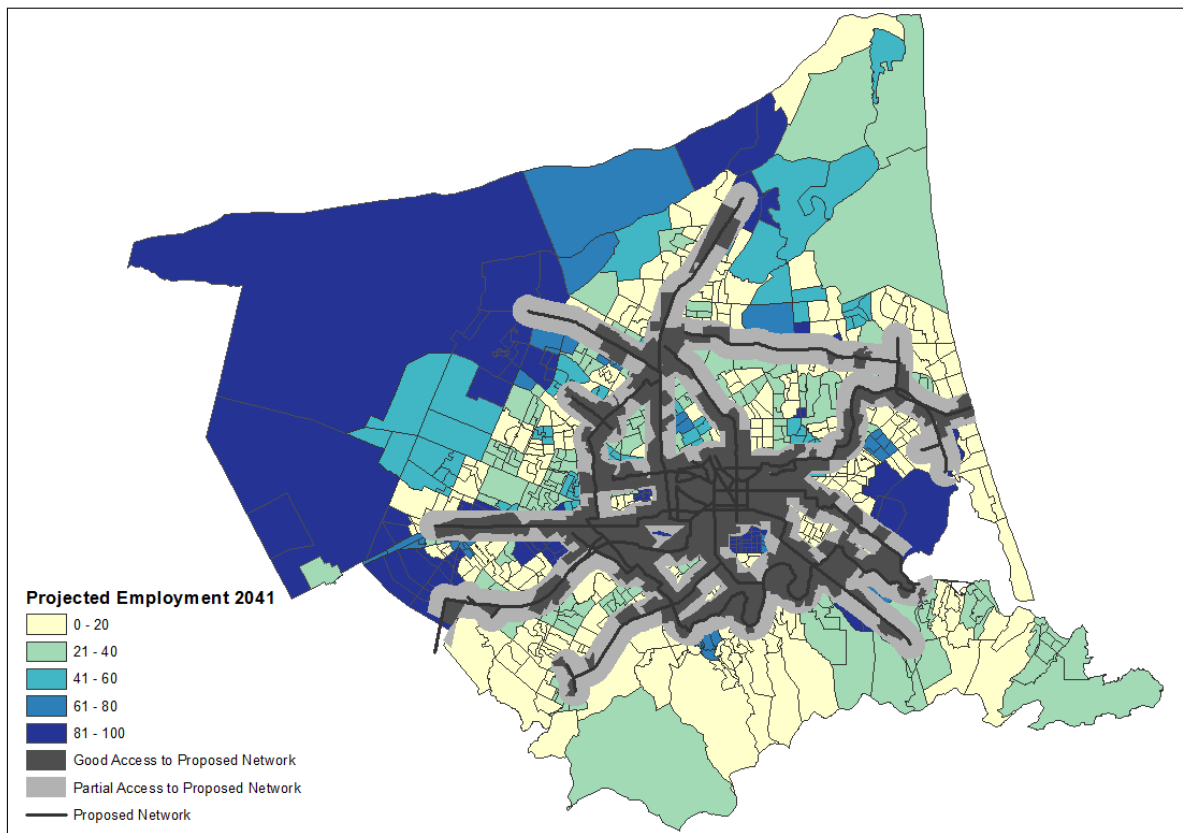 Projected Employment 2041
0 - 20
21 - 40
41 - 60
61 - 80
81 - 100
Good Access to Proposed Network
Partial Access to Proposed Network
Proposed Network